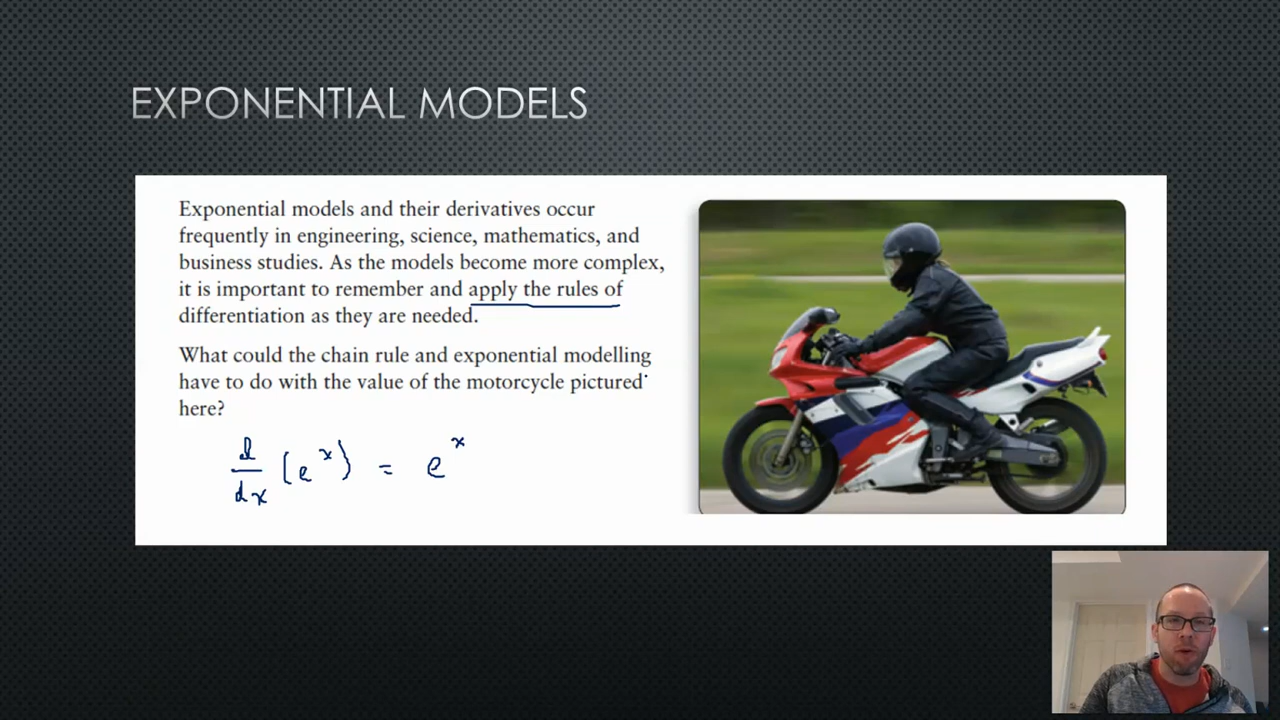 EXPONENTIAL MODELS
Exponential models and their derivatives occur
frequently in engineering, science, mathematics, and
business studies. As the models become more complex,
it is important to remember and apply the rules of
differentiation as they are needed.
What could the chain rule and exponential modelling
have to do with the value of the motorcycle pictured
here?
d/dx (e^x) = e^x